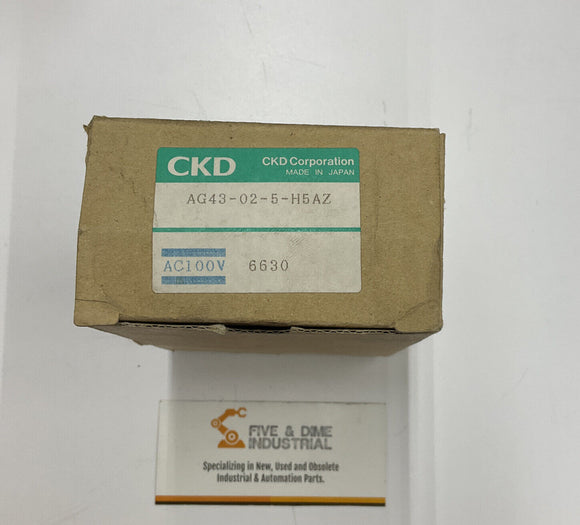 CKD
CKD Corporation
MADE IN JAPAN
AG43-02-5-H5AZ
AC100V 6630
FIVE & DIME
INDUSTRIAL
Specializing in New, Used and Obsolete
Industrial & Automation Parts.